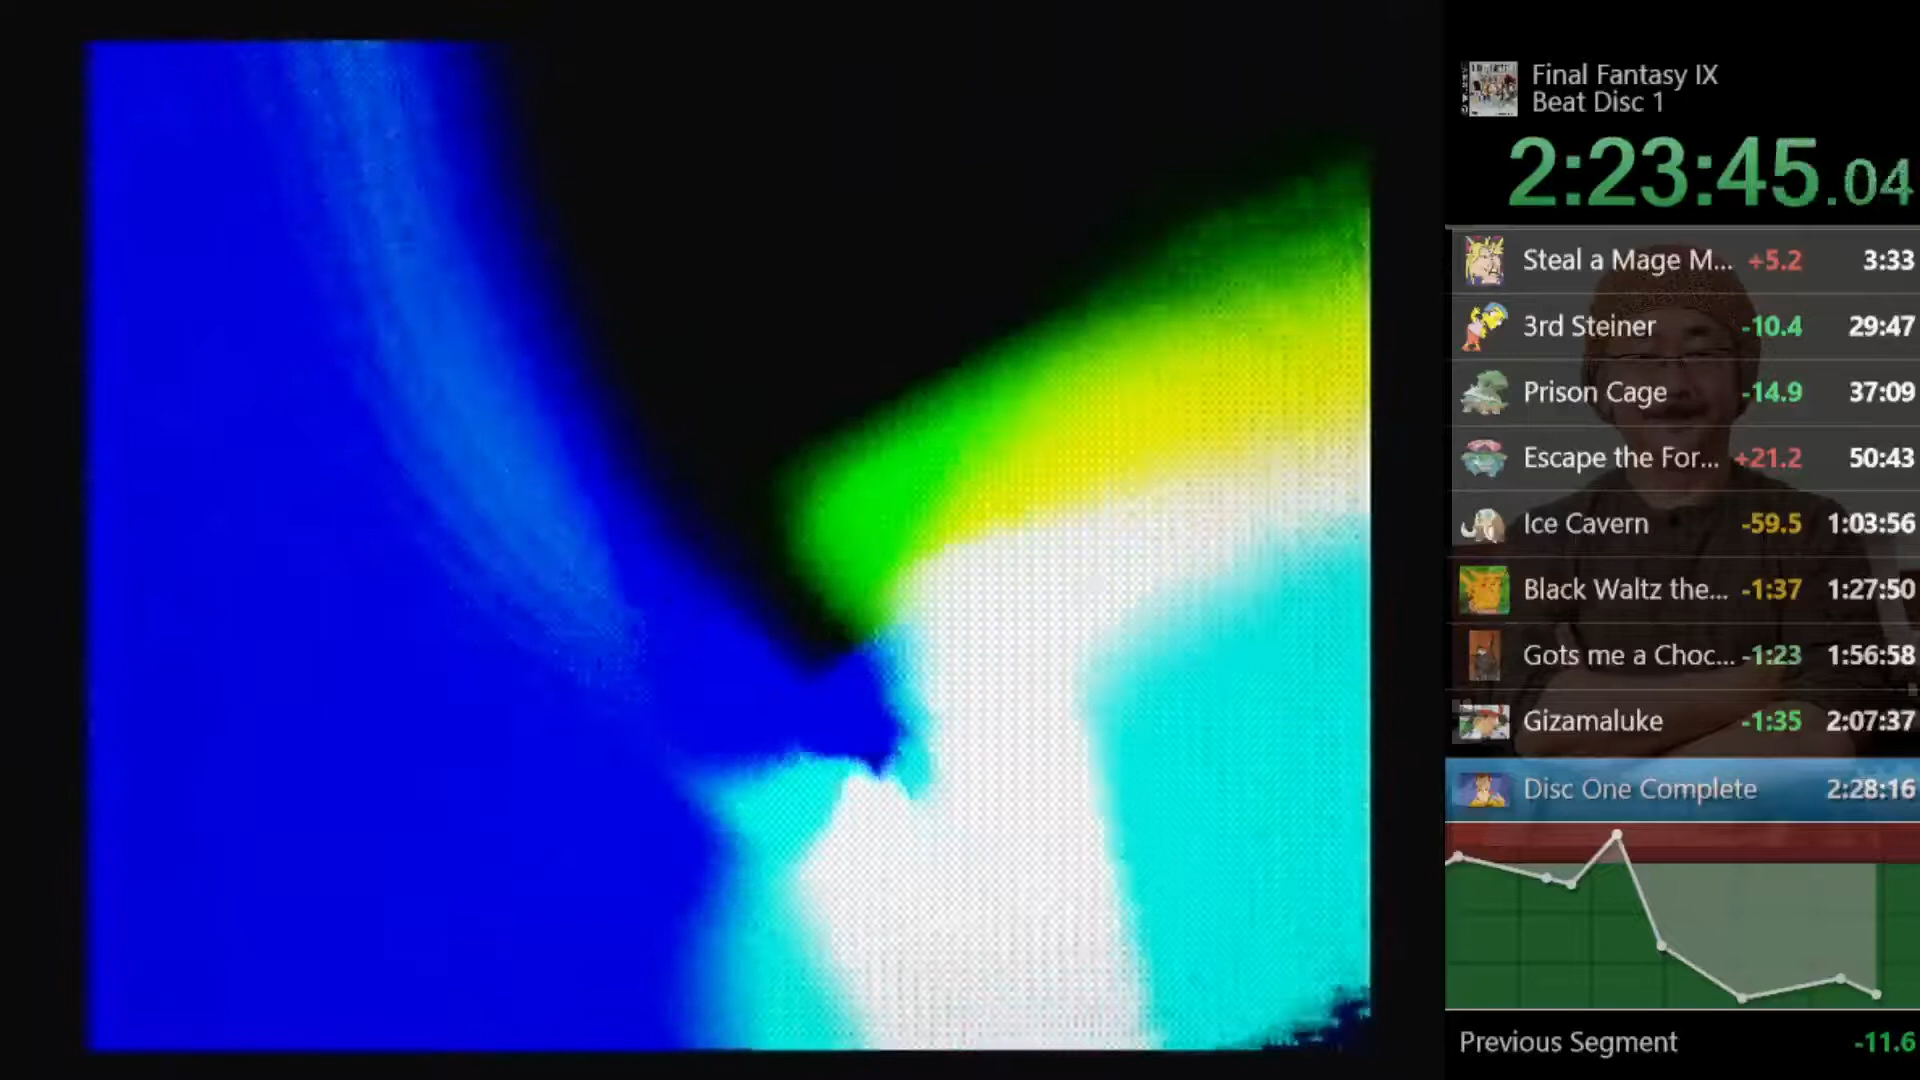 Final Fantasy IX
Beat Disc 1
2:23:45.04
Steal a Mage M... +5.2 3:33
3rd Steiner -10.4 29:47
Prison Cage -14.9 37:09
Escape the For... +21.2 50:43
Ice Cavern -59.5 1:03:56
Black Waltz the... -1:37 1:27:50
Gots me a Choc... -1:23 1:56:58
Gizamaluke -1:35 2:07:37
Disc One Complete 2:28:16
Previous Segment -11.6